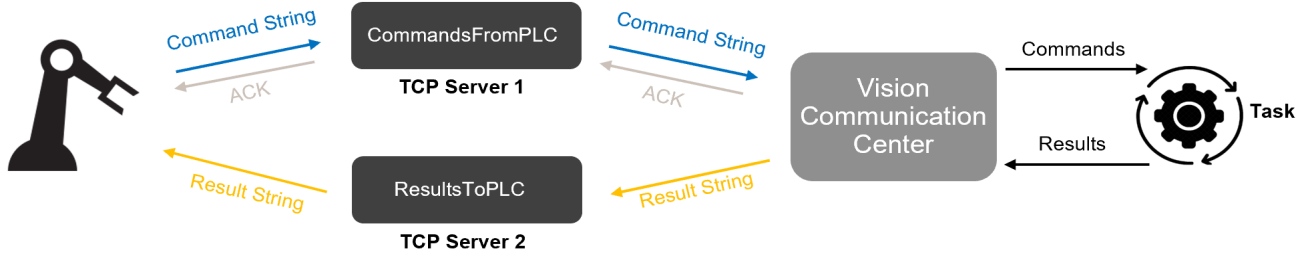 Command String
ACK
CommandsFromPLC
TCP Server 1
Command String
ACK
Vision
Communication
Center
Commands
Results
Task
Result String
ResultsToPLC
TCP Server 2
Result String